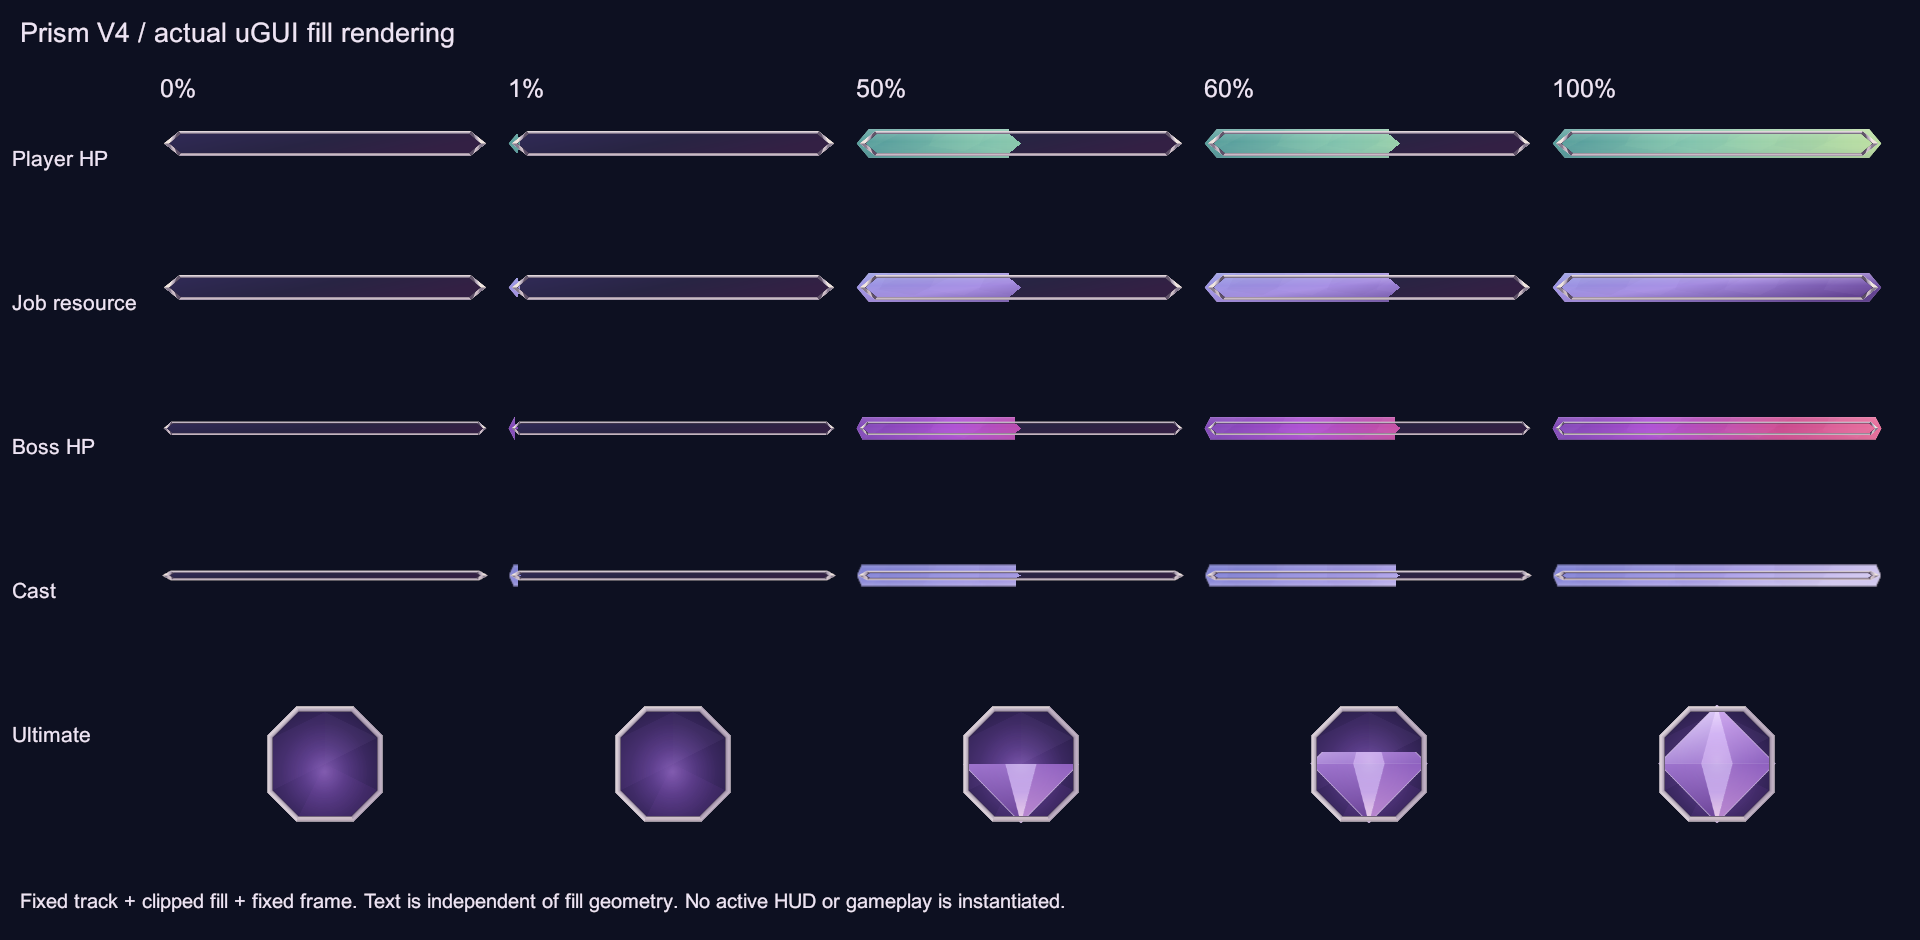 Prism V4 / actual uGUI fill rendering
0% 1% 50% 60% 100%
Player HP
Job resource
Boss HP
Cast
Ultimate
Fixed track + clipped fill + fixed frame. Text is independent of fill geometry. No active HUD or gameplay is instantiated.